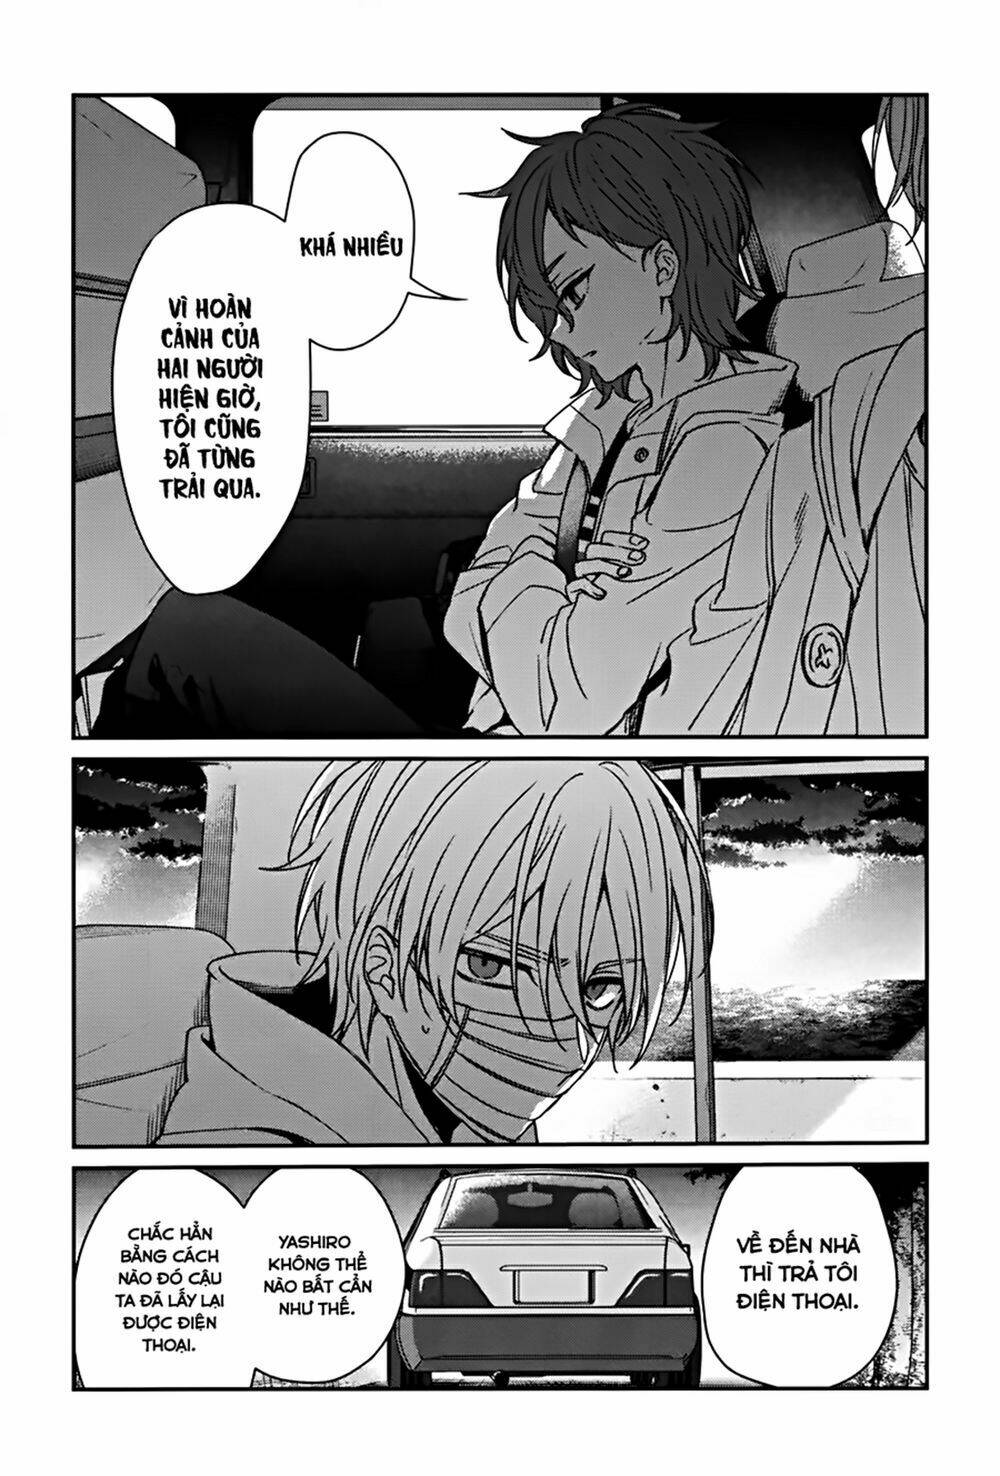 KHÁ NHIỀU
VÌ HOÀN
CẢNH CỦA
HAI NGƯỜI
HIỆN GIỜ,
TÔI CŨNG
ĐÃ TỪNG
TRẢI QUA.
VỀ ĐẾN NHÀ
THÌ TRẢ TÔI
ĐIỆN THOẠI.
YASHIRO
KHÔNG THỂ
NÀO BẤT CẨN
NHƯ THẾ.
CHẮC HẲN
BẰNG CÁCH
NÀO ĐÓ CẬU
TA ĐÃ LẤY LẠI
ĐƯỢC ĐIỆN
THOẠI.